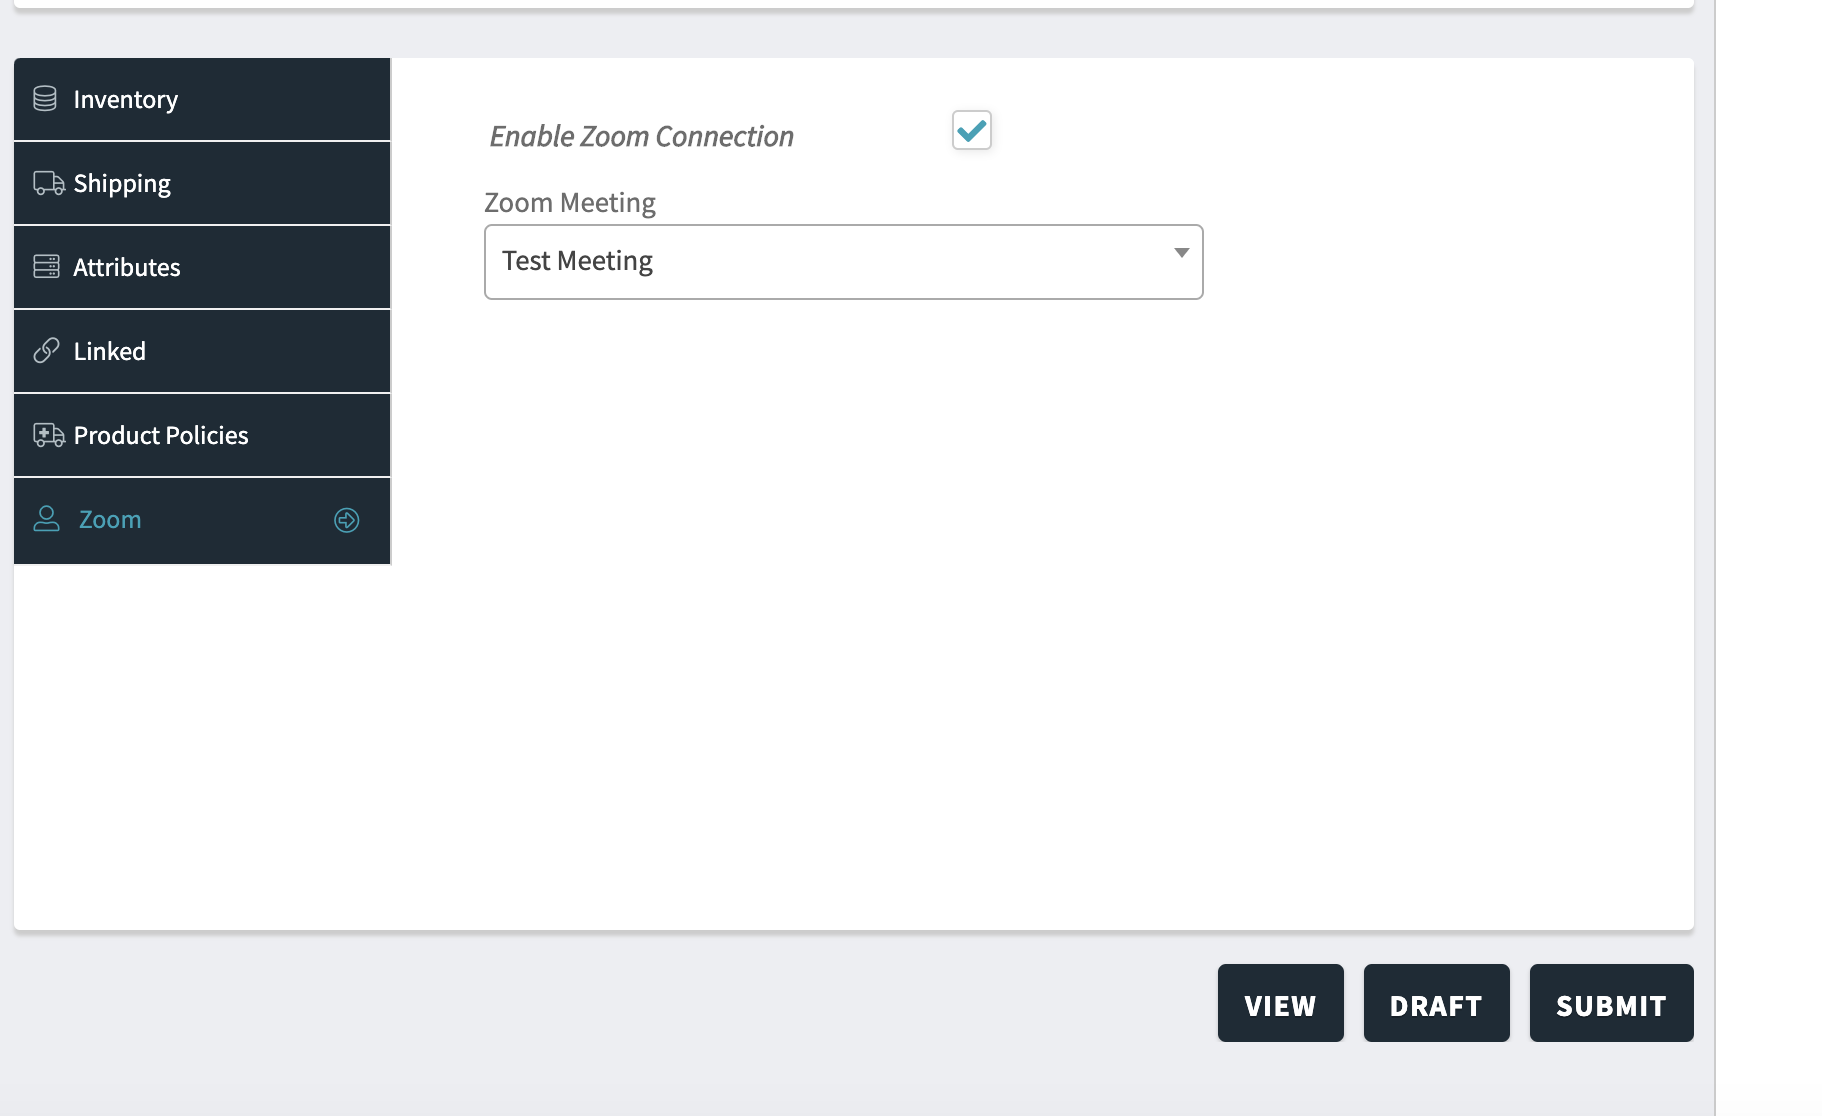 Inventory
Shipping
Attributes
Linked
Product Policies
Zoom
Enable Zoom Connection
Zoom Meeting
Test Meeting
VIEW
DRAFT
SUBMIT